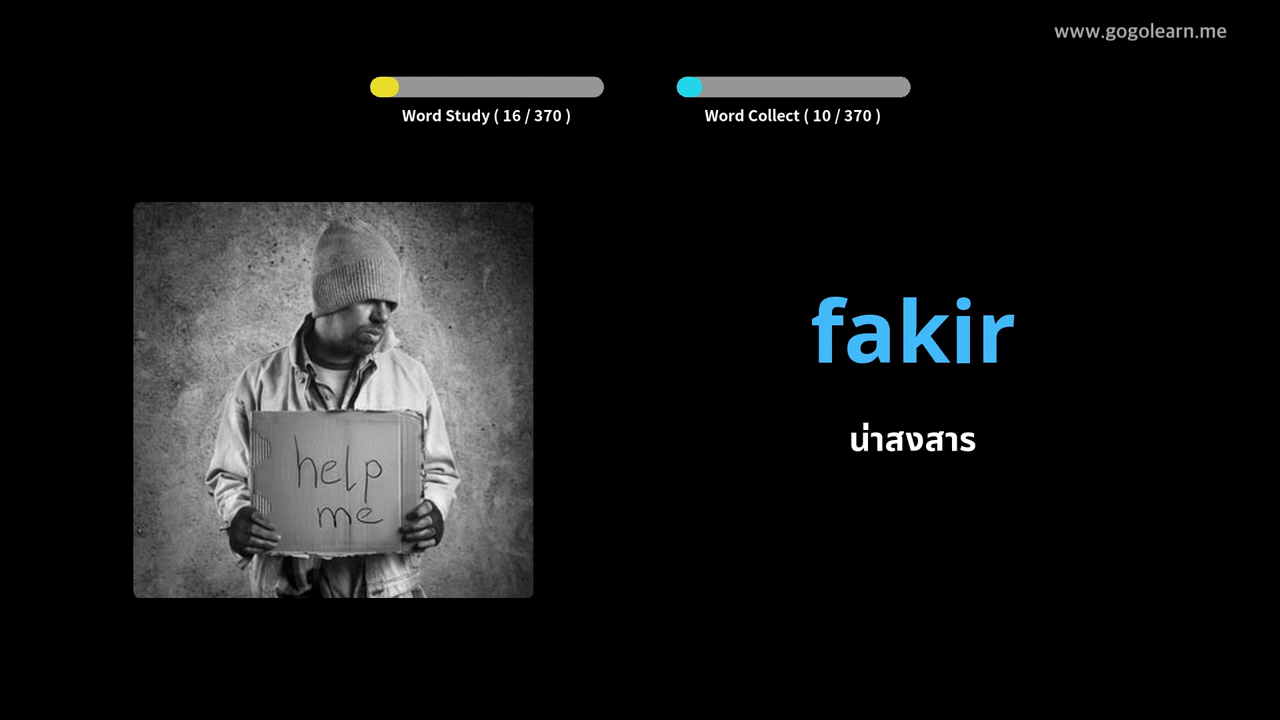 www.gogolearn.me
Word Study ( 16 / 370 )
Word Collect ( 10 / 370 )
help
me
fakir
น่าสงสาร